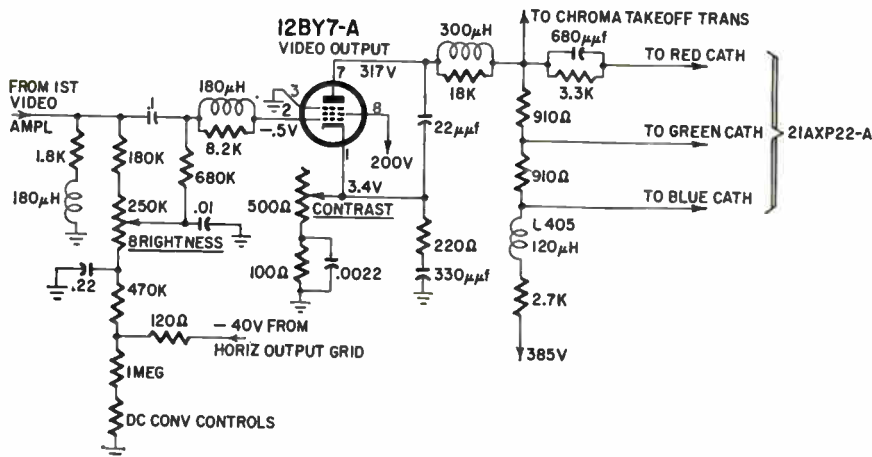 12BY7-A
VIDEO OUTPUT
TO CHROMA TAKEOFF TRANS
300µH
680µµf
TO RED CATH
7
317V
18K
3.3K
FROM 1ST
VIDEO
AMPL
.1
180µH
3
2
8
8.2K
-.5V
22µµf
910Ω
TO GREEN CATH
21AXP22-A
1.8K
180K
1
200V
910Ω
680K
3.4V
TO BLUE CATH
180µH
250K
.01
500Ω
CONTRAST
BRIGHTNESS
220Ω
L405
120µH
.22
470K
100Ω
.0022
330µµf
2.7K
120Ω
-40V FROM
HORIZ OUTPUT GRID
385V
1MEG
DC CONV CONTROLS